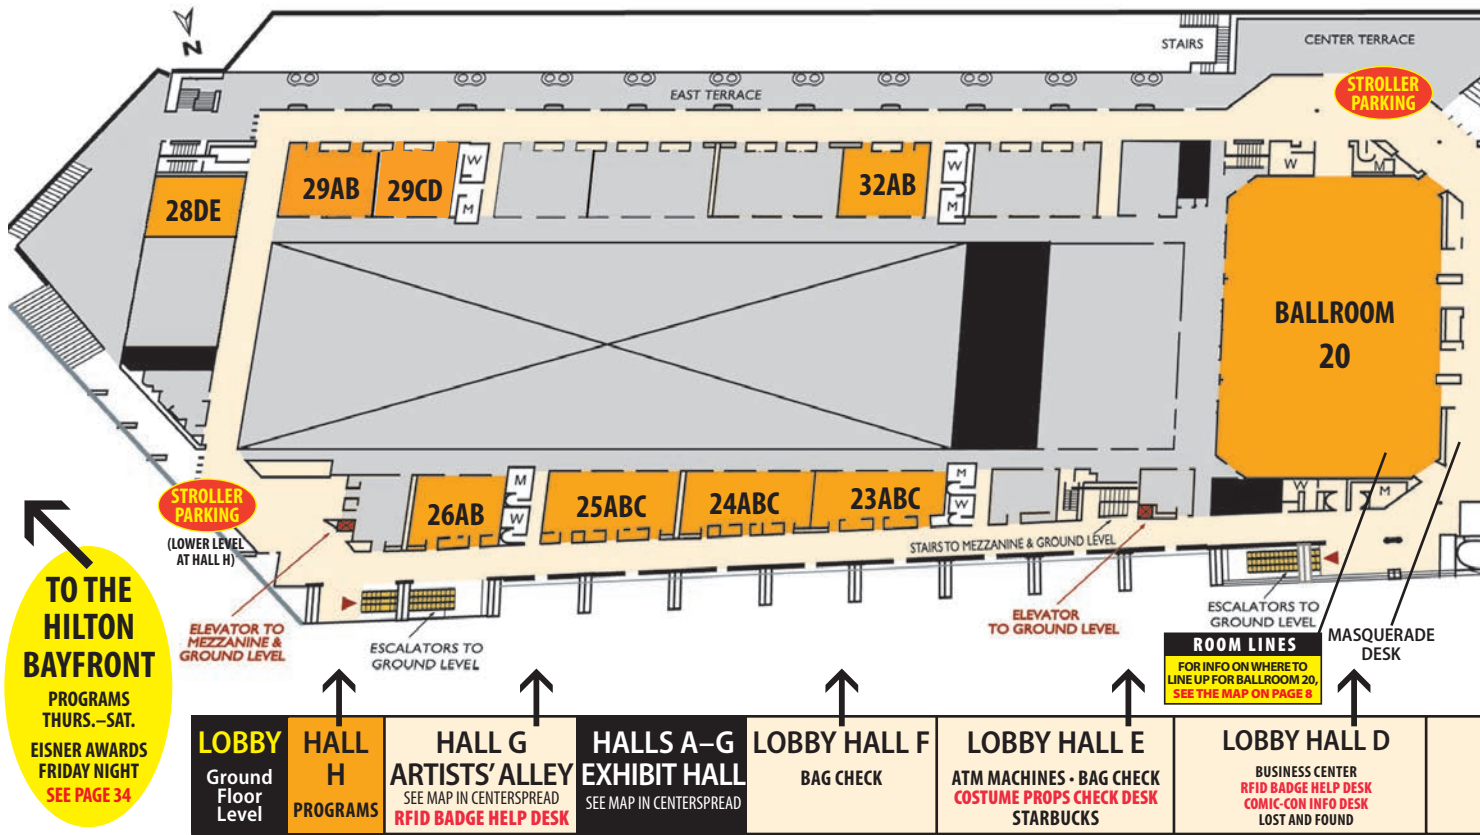 N
STAIRS
CENTER TERRACE
STROLLER
PARKING
EAST TERRACE
29AB
29CD
W
M
32AB
W
M
W
M
28DE
BALLROOM
20
26AB
M
W
25ABC
24ABC
23ABC
M
W
W
M
STROLLER
PARKING
(LOWER LEVEL
AT HALL H)
STAIRS TO MEZZANINE & GROUND LEVEL
TO THE
HILTON
BAYFRONT
PROGRAMS
THURS.–SAT.
EISNER AWARDS
FRIDAY NIGHT
SEE PAGE 34
ELEVATOR TO
MEZZANINE &
GROUND LEVEL
ESCALATORS TO
GROUND LEVEL
ELEVATOR
TO GROUND LEVEL
ESCALATORS TO
GROUND LEVEL
ROOM LINES
FOR INFO ON WHERE TO
LINE UP FOR BALLROOM 20,
SEE THE MAP ON PAGE 8
MASQUERADE
DESK
LOBBY
Ground
Floor
Level
HALL
H
PROGRAMS
HALL G
ARTISTS' ALLEY
SEE MAP IN CENTERSPREAD
RFID BADGE HELP DESK
HALLS A–G
EXHIBIT HALL
SEE MAP IN CENTERSPREAD
LOBBY HALL F
BAG CHECK
LOBBY HALL E
ATM MACHINES • BAG CHECK
COSTUME PROPS CHECK DESK
STARBUCKS
LOBBY HALL D
BUSINESS CENTER
RFID BADGE HELP DESK
COMIC-CON INFO DESK
LOST AND FOUND